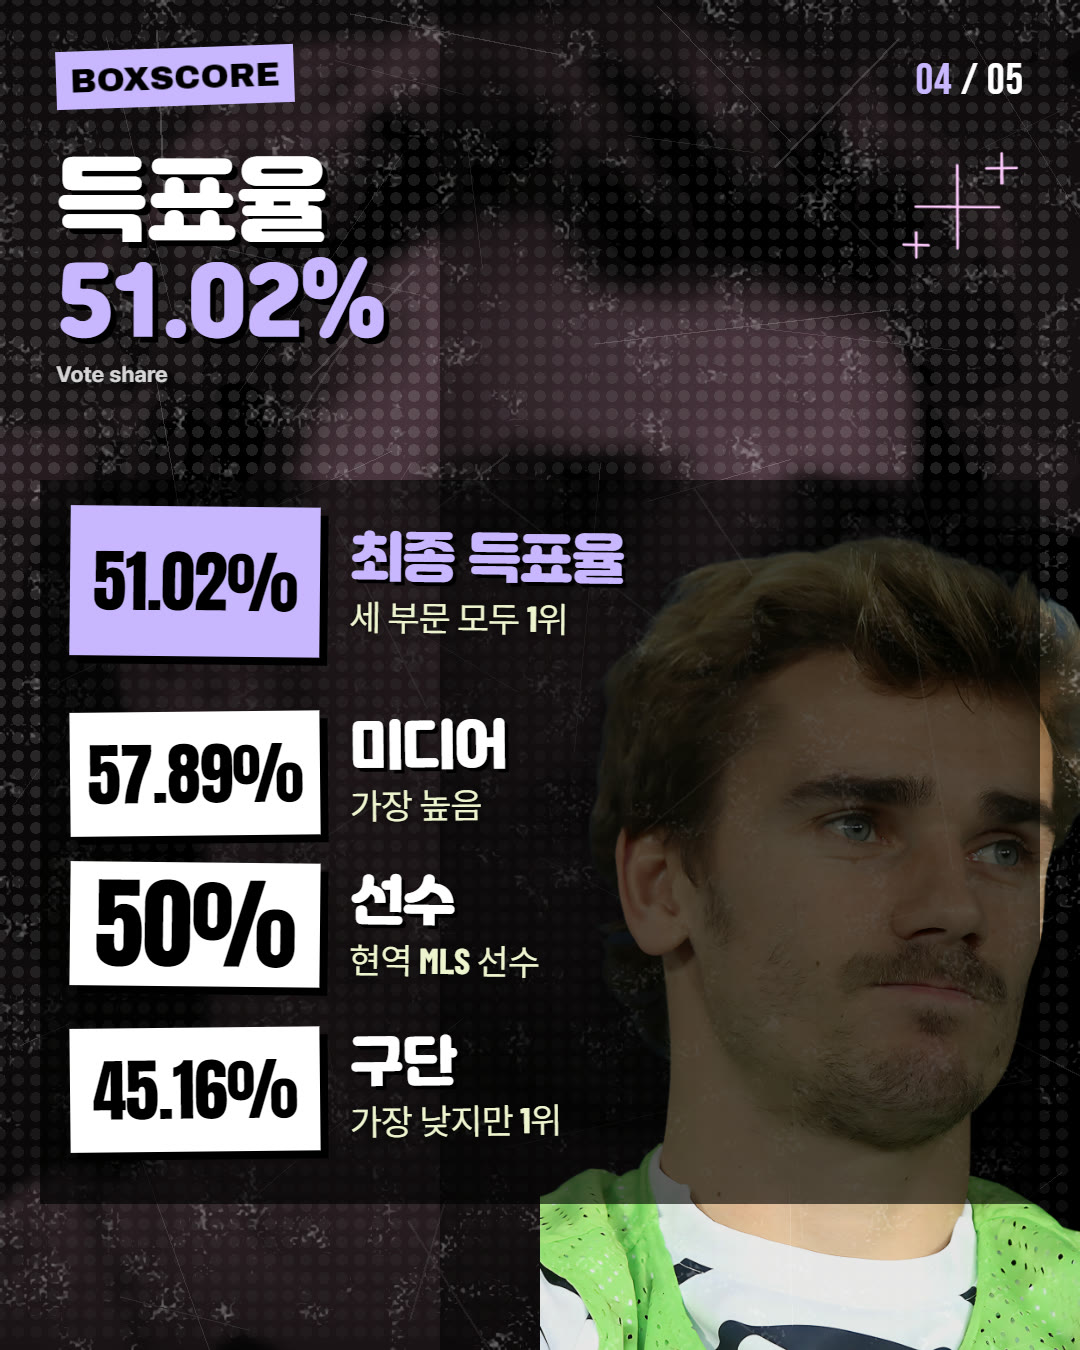 BOXSCORE
04 / 05
득표율
51.02%
Vote share
51.02%
최종 득표율
세 부문 모두 1위
57.89%
미디어
가장 높음
50%
선수
현역 MLS 선수
45.16%
구단
가장 낮지만 1위